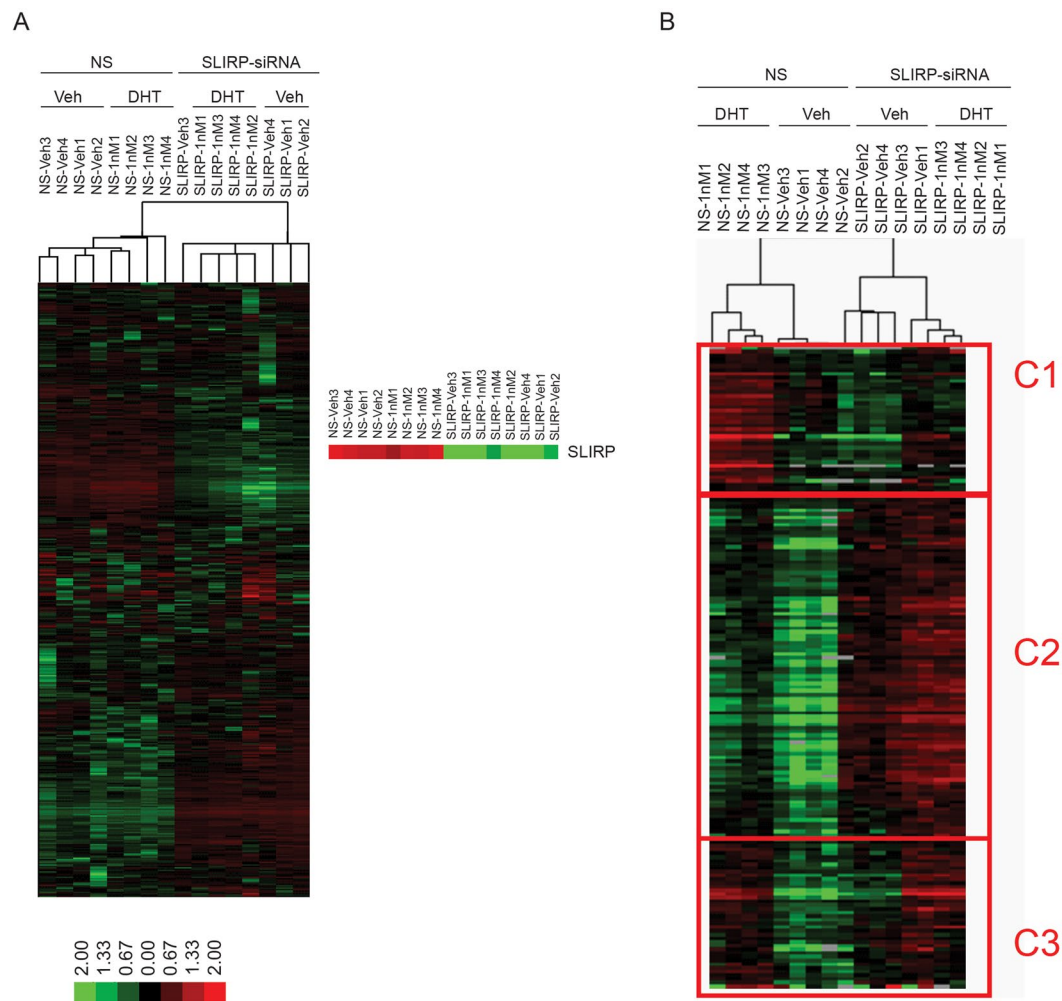 A
NS
SLIRP-siRNA
Veh
DHT
DHT
Veh
NS-Veh3
NS-Veh4
NS-Veh1
NS-Veh2
NS-1nM1
NS-1nM2
NS-1nM3
NS-1nM4
SLIRP-Veh3
SLIRP-1nM1
SLIRP-1nM3
SLIRP-1nM4
SLIRP-1nM2
SLIRP-Veh4
SLIRP-Veh1
SLIRP-Veh2
NS-Veh3
NS-Veh4
NS-Veh1
NS-Veh2
NS-1nM1
NS-1nM2
NS-1nM3
NS-1nM4
SLIRP-Veh3
SLIRP-1nM1
SLIRP-1nM3
SLIRP-1nM4
SLIRP-1nM2
SLIRP-Veh4
SLIRP-Veh1
SLIRP-Veh2
SLIRP
2.00
1.33
0.67
0.00
0.67
1.33
2.00
B
NS
SLIRP-siRNA
DHT
Veh
Veh
DHT
NS-1nM1
NS-1nM2
NS-1nM4
NS-1nM3
NS-Veh3
NS-Veh1
NS-Veh4
NS-Veh2
SLIRP-Veh2
SLIRP-Veh4
SLIRP-Veh3
SLIRP-Veh1
SLIRP-1nM3
SLIRP-1nM4
SLIRP-1nM2
SLIRP-1nM1
C1
C2
C3